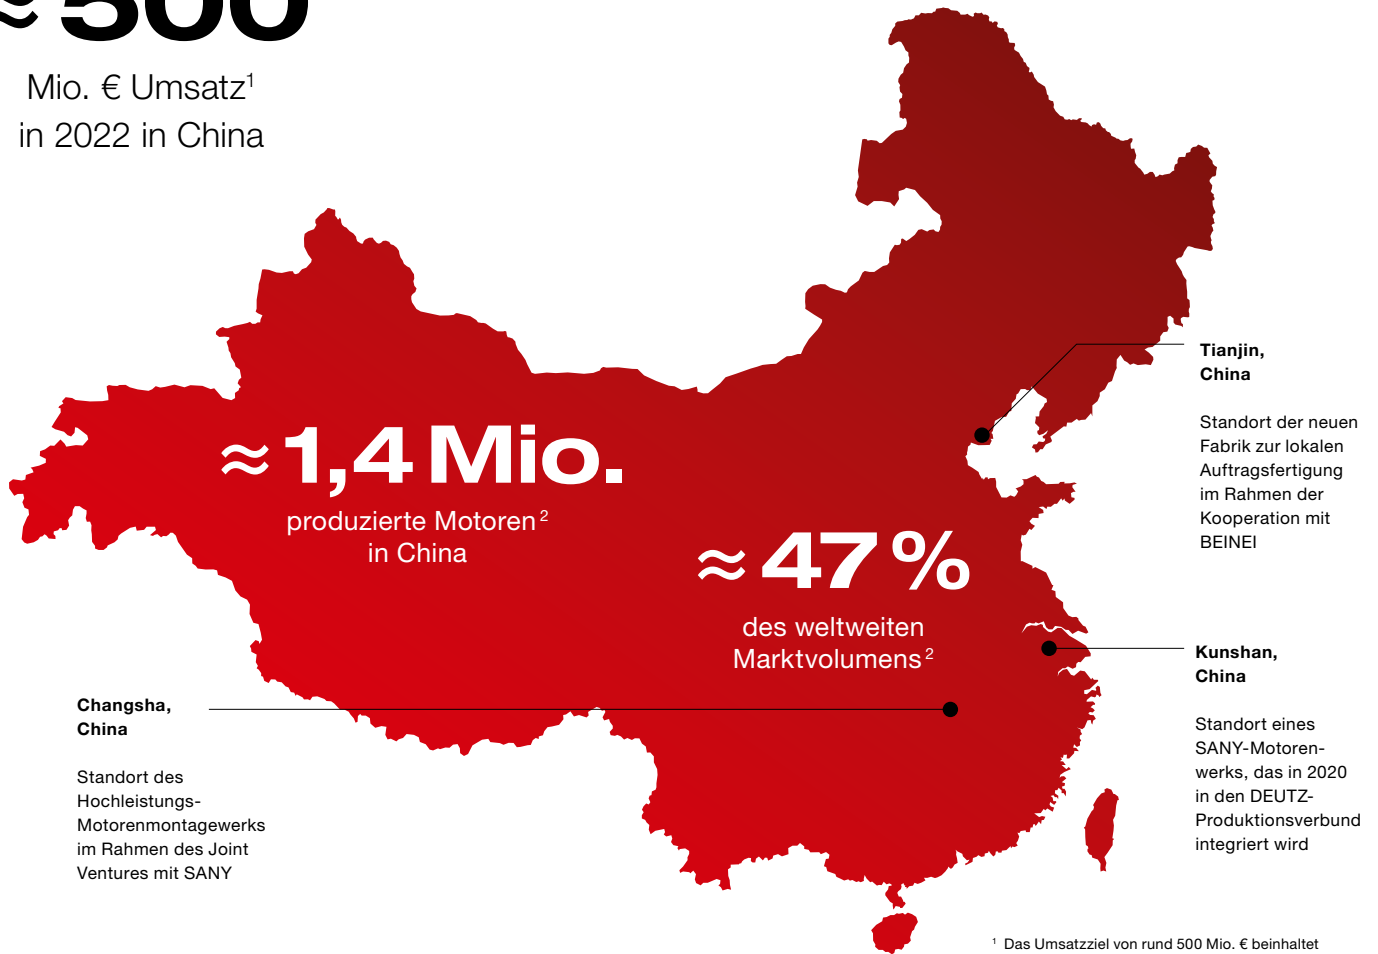 ≈ 500
Mio. € Umsatz¹
in 2022 in China
≈ 1,4 Mio.
produzierte Motoren²
in China
≈ 47 %
des weltweiten
Marktvolumens²
Tianjin,
China
Standort der neuen
Fabrik zur lokalen
Auftragsfertigung
im Rahmen der
Kooperation mit
BEINEI
Kunshan,
China
Standort eines
SANY-Motoren-
werks, das in 2020
in den DEUTZ-
Produktionsverbund
integriert wird
Changsha,
China
Standort des
Hochleistungs-
Motorenmontagewerks
im Rahmen des Joint
Ventures mit SANY
¹ Das Umsatzziel von rund 500 Mio. € beinhaltet